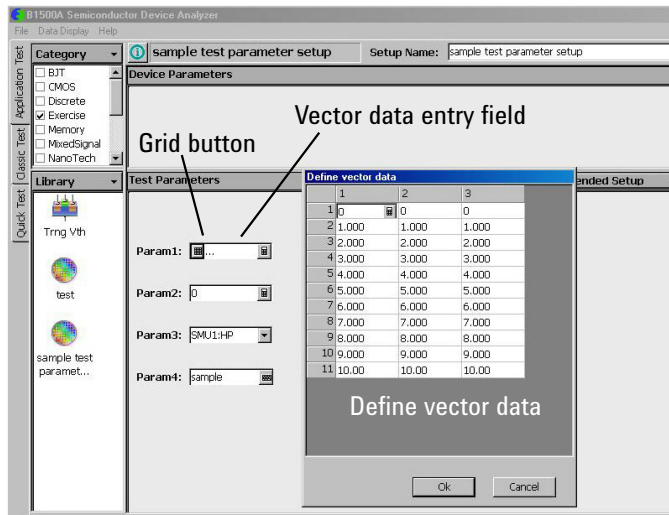 B1500A Semiconductor Device Analyzer
File Data Display Help
Application Test
Classic Test
Quick Test
Category
BJT
CMOS
Discrete
Exercise
Memory
MixedSignal
NanoTech
Library
Trng Vth
test
sample test
paramet...
sample test parameter setup
Setup Name: sample test parameter setup
Device Parameters
Vector data entry field
Grid button
Test Parameters
ended Setup
Param1: ...
Param2: 0
Param3: SMU1:HP
Param4: sample
Define vector data
1 2 3
1 0 0 0
2 1.000 1.000 1.000
3 2.000 2.000 2.000
4 3.000 3.000 3.000
5 4.000 4.000 4.000
6 5.000 5.000 5.000
7 6.000 6.000 6.000
8 7.000 7.000 7.000
9 8.000 8.000 8.000
10 9.000 9.000 9.000
11 10.00 10.00 10.00
Define vector data
Ok Cancel